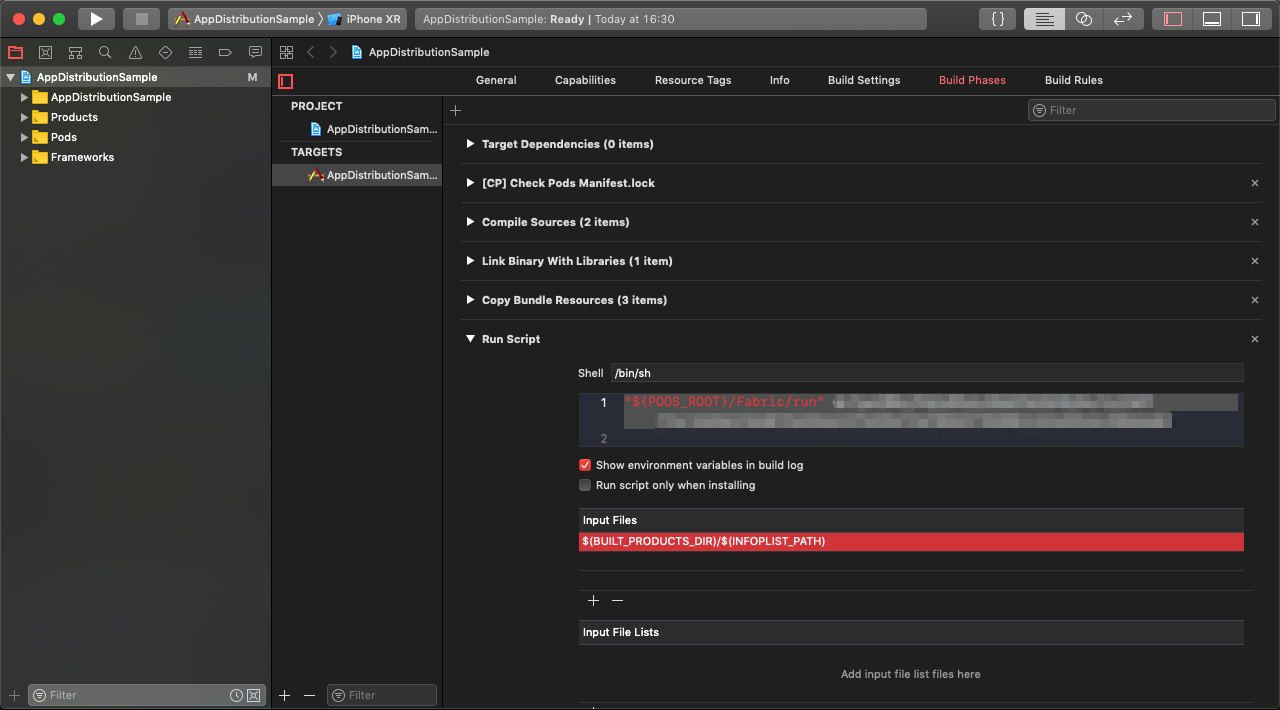 AppDistributionSample
iPhone XR
AppDistributionSample: Ready | Today at 16:30
{}
AppDistributionSample
AppDistributionSample M
AppDistributionSample
Products
Pods
Frameworks
Filter
General Capabilities Resource Tags Info Build Settings Build Phases Build Rules
PROJECT
AppDistributionSam...
TARGETS
AppDistributionSam...
Filter
Filter
Target Dependencies (0 items)
[CP] Check Pods Manifest.lock
Compile Sources (2 items)
Link Binary With Libraries (1 item)
Copy Bundle Resources (3 items)
Run Script
Shell /bin/sh
1 "${PODS_ROOT}/Fabric/run"
2
Show environment variables in build log
Run script only when installing
Input Files
$(BUILT_PRODUCTS_DIR)/$(INFOPLIST_PATH)
Input File Lists
Add input file list files here